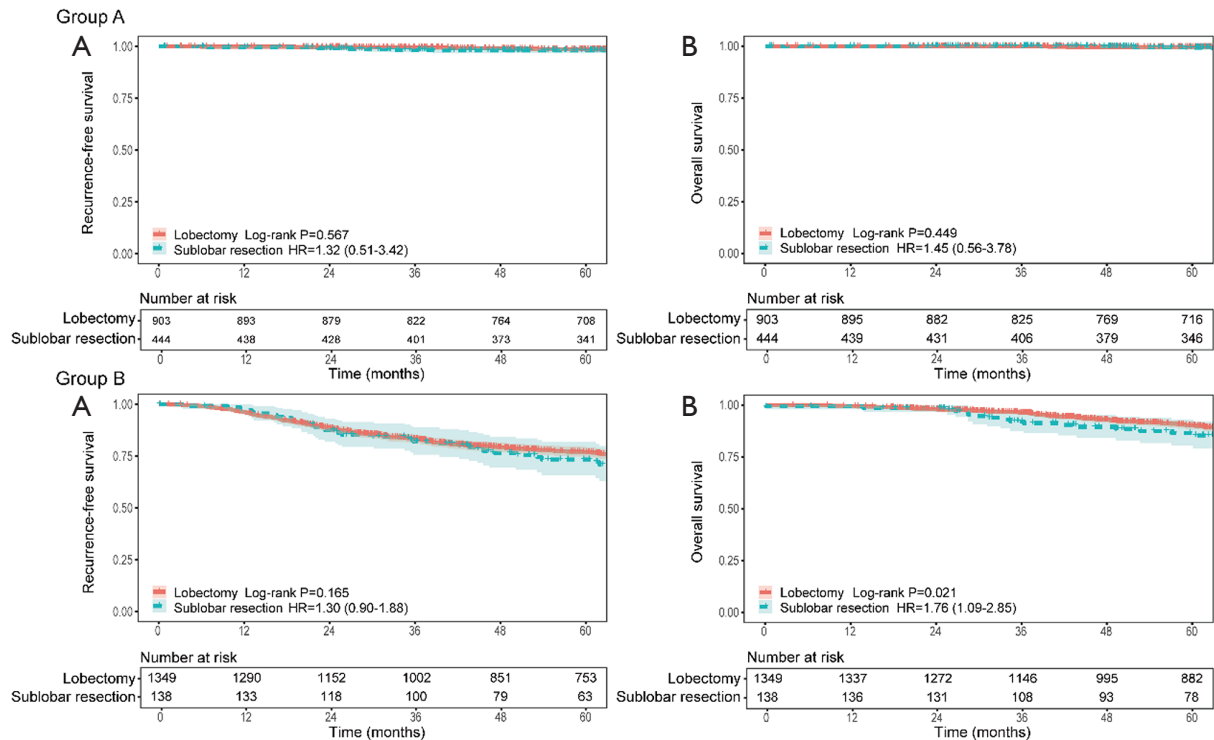 Group A
A
Recurrence-free survival
1.00
0.75
0.50
0.25
0.00
Lobectomy Log-rank P=0.567
Sublobar resection HR=1.32 (0.51-3.42)
0 12 24 36 48 60
Number at risk
Lobectomy 903 893 879 822 764 708
Sublobar resection 444 438 428 401 373 341
0 12 24 36 48 60
Time (months)
B
Overall survival
1.00
0.75
0.50
0.25
0.00
Lobectomy Log-rank P=0.449
Sublobar resection HR=1.45 (0.56-3.78)
0 12 24 36 48 60
Number at risk
Lobectomy 903 895 882 825 769 716
Sublobar resection 444 439 431 406 379 346
0 12 24 36 48 60
Time (months)
Group B
A
Recurrence-free survival
1.00
0.75
0.50
0.25
0.00
Lobectomy Log-rank P=0.165
Sublobar resection HR=1.30 (0.90-1.88)
0 12 24 36 48 60
Number at risk
Lobectomy 1349 1290 1152 1002 851 753
Sublobar resection 138 133 118 100 79 63
0 12 24 36 48 60
Time (months)
B
Overall survival
1.00
0.75
0.50
0.25
0.00
Lobectomy Log-rank P=0.021
Sublobar resection HR=1.76 (1.09-2.85)
0 12 24 36 48 60
Number at risk
Lobectomy 1349 1337 1272 1146 995 882
Sublobar resection 138 136 131 108 93 78
0 12 24 36 48 60
Time (months)